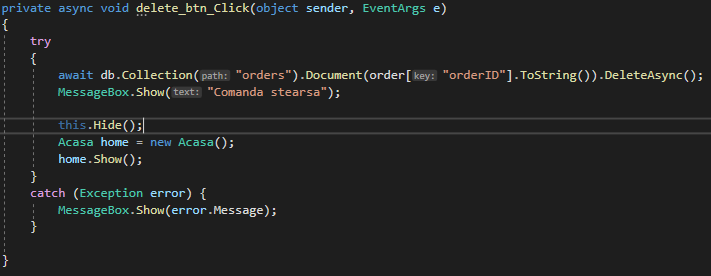 private async void delete_btn_Click(object sender, EventArgs e)
{
    try
    {
        await db.Collection(path: "orders").Document(order[key: "orderID"].ToString()).DeleteAsync();
        MessageBox.Show(text: "Comanda stearsa");
        this.Hide();
        Acasa home = new Acasa();
        home.Show();
    }
    catch (Exception error) {
        MessageBox.Show(error.Message);
    }
}